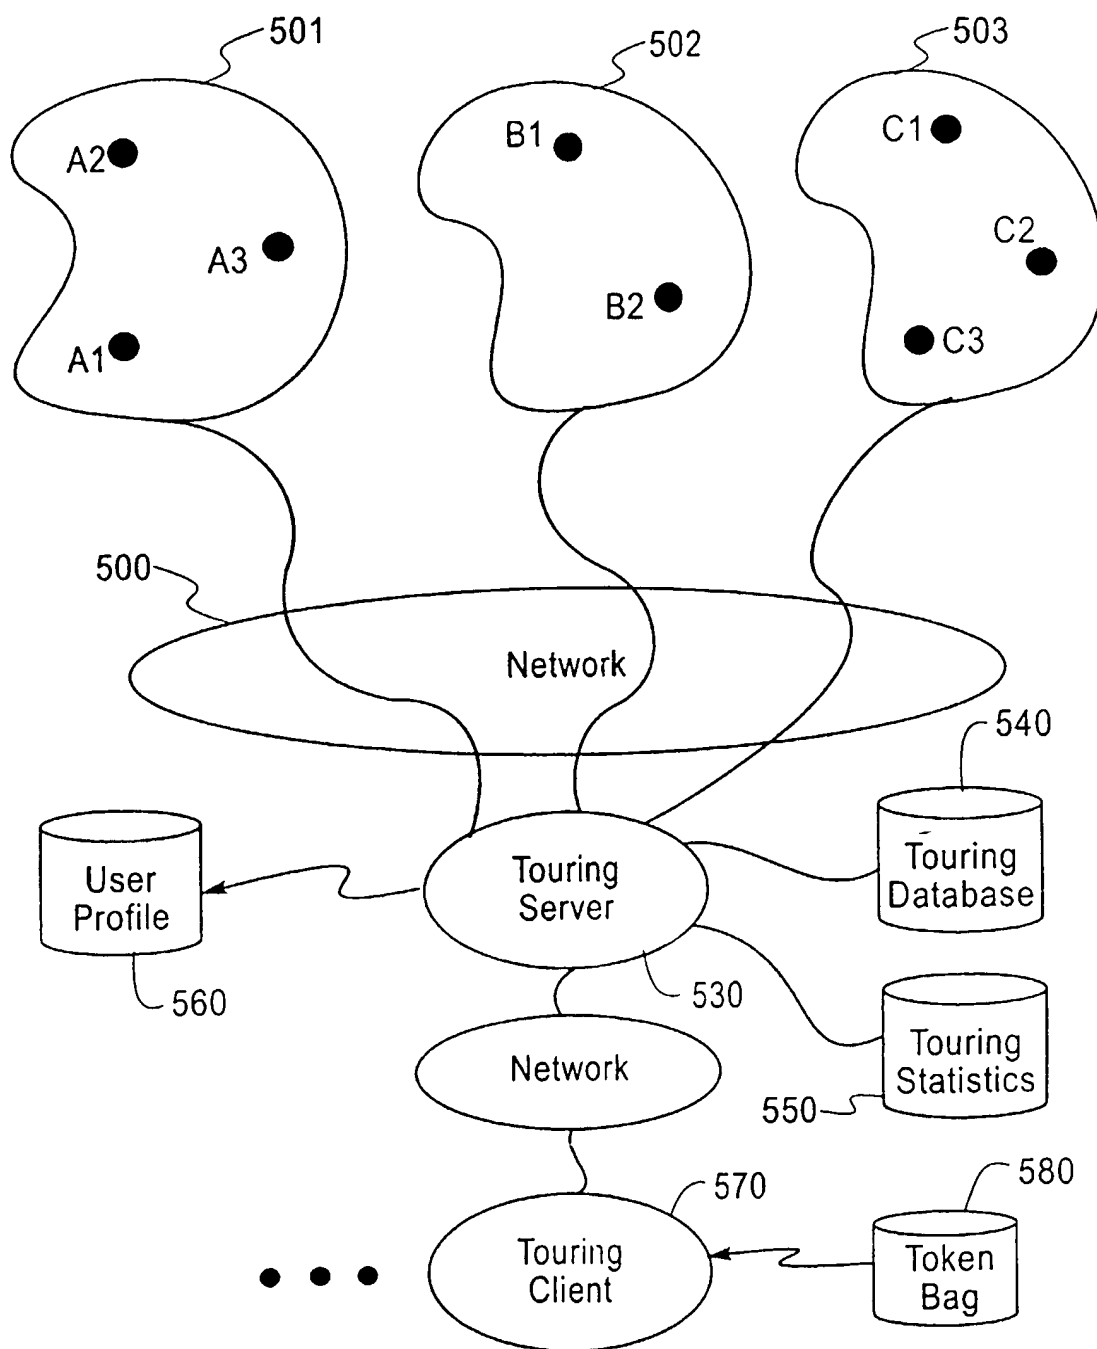 501
502
503
A2
B1
C1
A3
C2
B2
A1
C3
500
Network
540
User
Profile
Touring
Server
Touring
Database
560
530
Network
Touring
Statistics
550
570
580
Touring
Client
Token
Bag